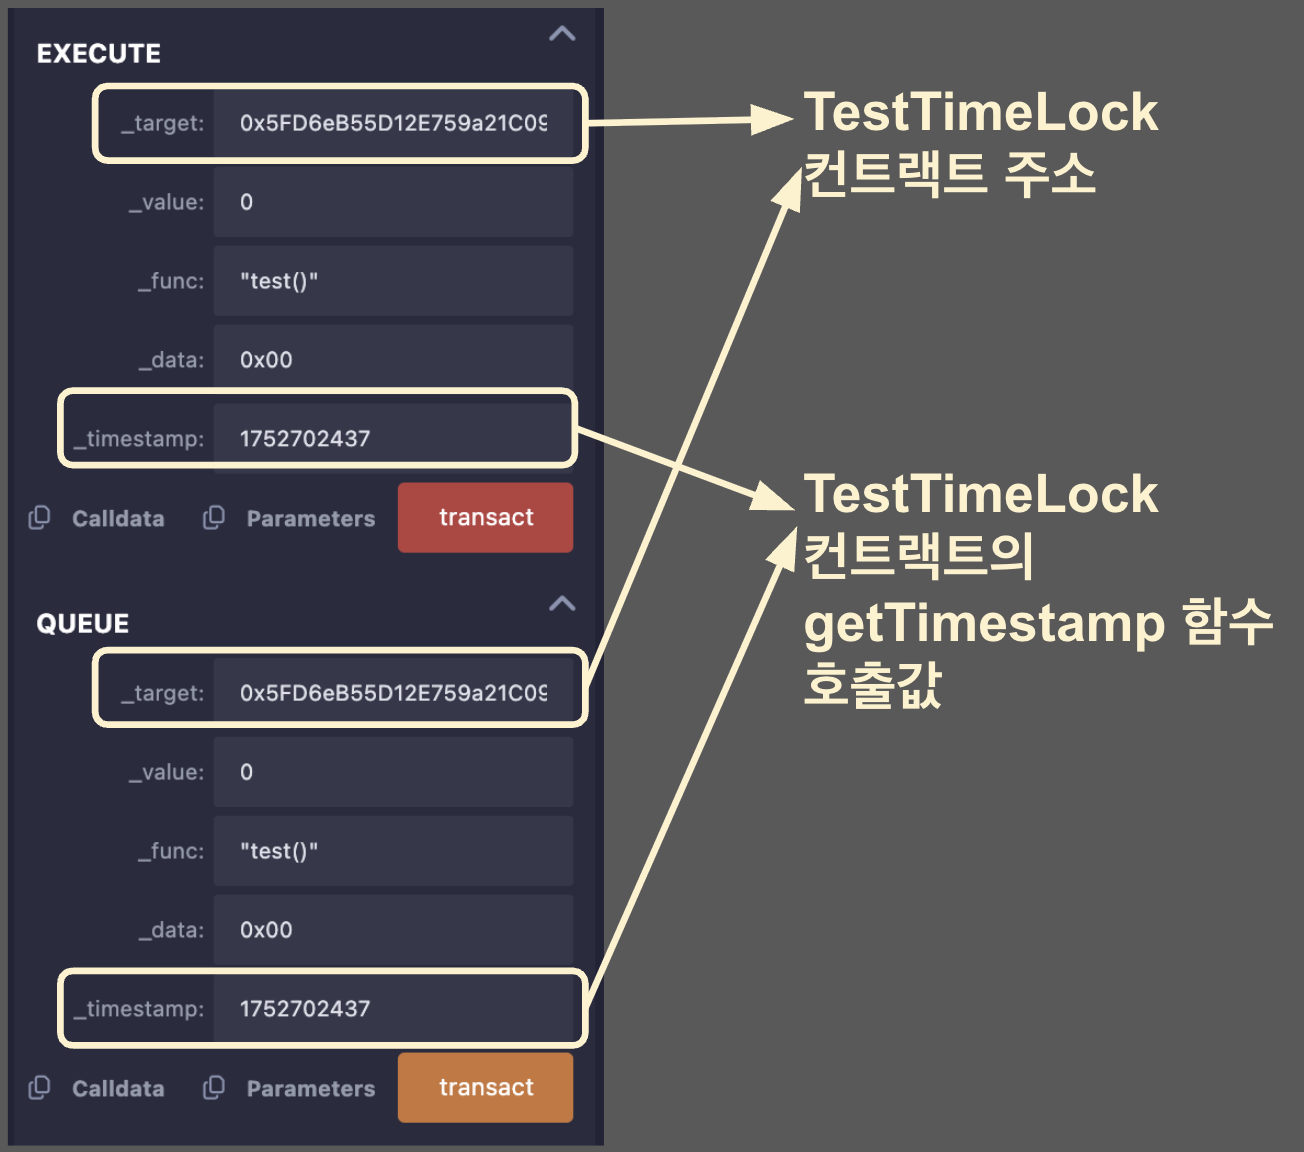 EXECUTE
_target: 0x5FD6eB55D12E759a21C09
_value: 0
_func: "test()"
_data: 0x00
_timestamp: 1752702437
Calldata Parameters transact
QUEUE
_target: 0x5FD6eB55D12E759a21C09
_value: 0
_func: "test()"
_data: 0x00
_timestamp: 1752702437
Calldata Parameters transact
TestTimeLock
컨트랙트 주소
TestTimeLock
컨트랙트의
getTimestamp 함수
호출값